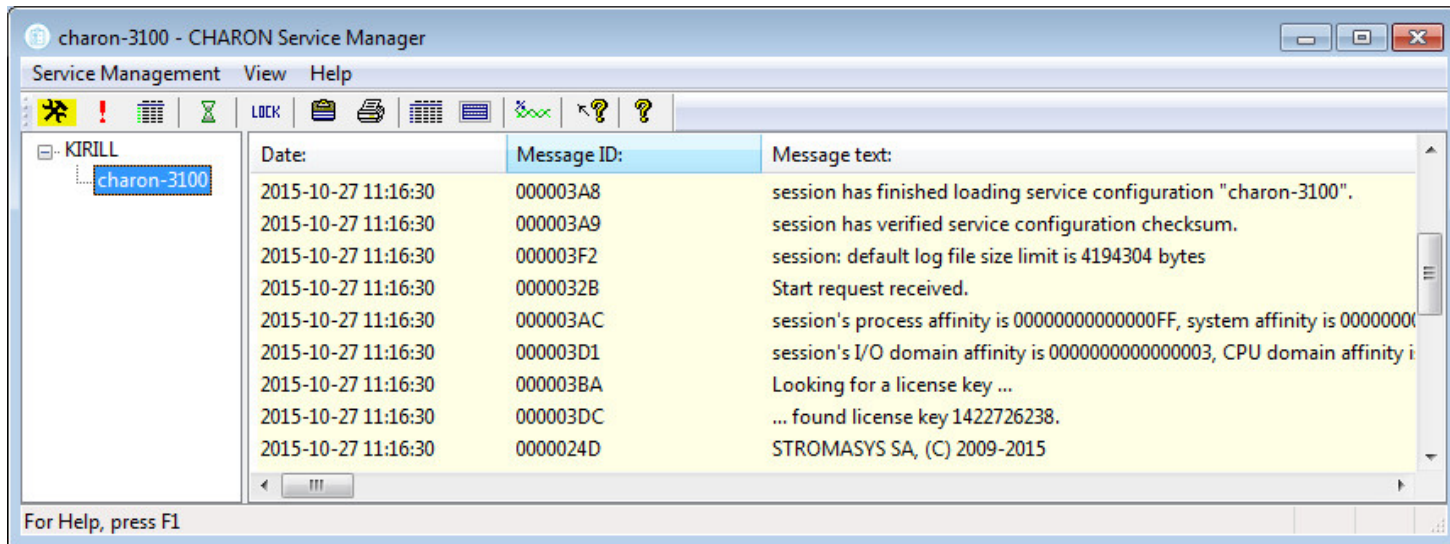 charon-3100 - CHARON Service Manager
Service Management View Help
LOCK
KIRILL
charon-3100
Date: Message ID: Message text:
2015-10-27 11:16:30 000003A8 session has finished loading service configuration "charon-3100".
2015-10-27 11:16:30 000003A9 session has verified service configuration checksum.
2015-10-27 11:16:30 000003F2 session: default log file size limit is 4194304 bytes
2015-10-27 11:16:30 0000032B Start request received.
2015-10-27 11:16:30 000003AC session's process affinity is 00000000000000FF, system affinity is 0000000
2015-10-27 11:16:30 000003D1 session's I/O domain affinity is 0000000000000003, CPU domain affinity i
2015-10-27 11:16:30 000003BA Looking for a license key ...
2015-10-27 11:16:30 000003DC ... found license key 1422726238.
2015-10-27 11:16:30 0000024D STROMASYS SA, (C) 2009-2015
For Help, press F1